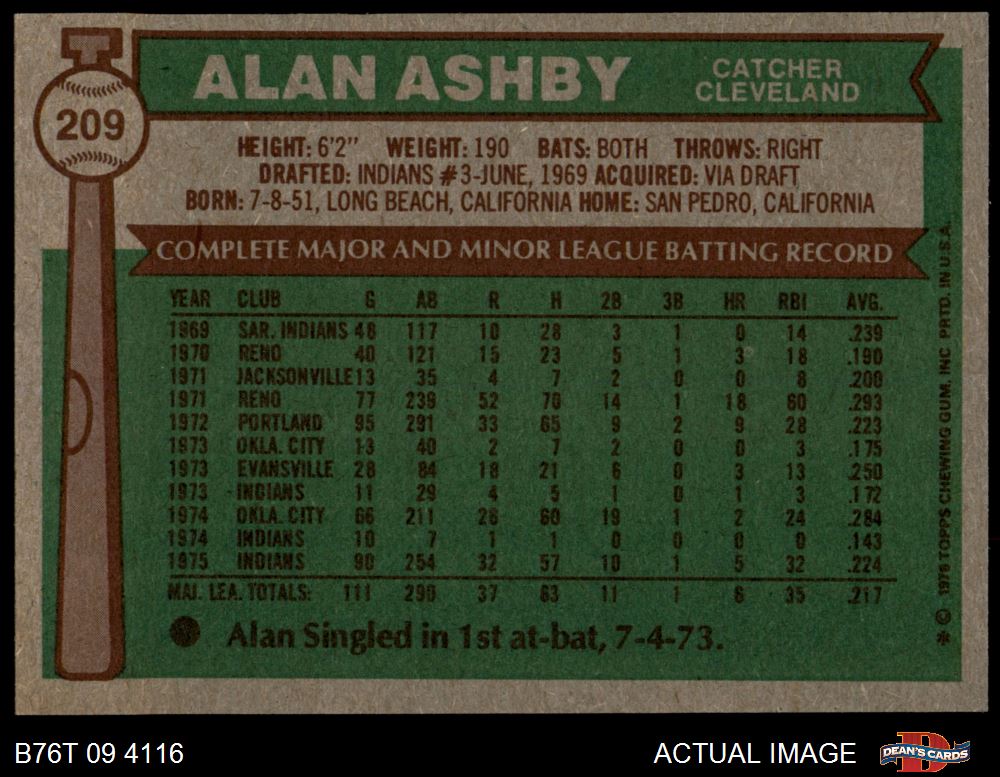 T
209
ALAN ASHBY
CATCHER
CLEVELAND
HEIGHT: 6'2" WEIGHT: 190 BATS: BOTH THROWS: RIGHT
DRAFTED: INDIANS #3-JUNE, 1969 ACQUIRED: VIA DRAFT
BORN: 7-8-51, LONG BEACH, CALIFORNIA HOME: SAN PEDRO, CALIFORNIA
COMPLETE MAJOR AND MINOR LEAGUE BATTING RECORD
YEAR CLUB G AB R H 2B 3B HR RBI AVG.
1969 SAR. INDIANS 48 117 10 28 3 1 0 14 .239
1970 RENO 40 121 15 23 5 1 3 18 .190
1971 JACKSONVILLE 13 35 4 7 2 0 0 8 .200
1971 RENO 77 239 52 70 14 1 18 60 .293
1972 PORTLAND 95 291 33 65 9 2 9 28 .223
1973 OKLA. CITY 13 40 2 7 2 0 0 3 .175
1973 EVANSVILLE 28 84 18 21 6 0 3 13 .250
1973 INDIANS 11 29 4 5 1 0 1 3 .172
1974 OKLA. CITY 66 211 26 60 19 1 2 24 .284
1974 INDIANS 10 7 1 1 0 0 0 0 .143
1975 INDIANS 90 254 32 57 10 1 5 32 .224
MAJ. LEA. TOTALS: 111 290 37 63 11 1 6 35 .217
Alan Singled in 1st at-bat, 7-4-73.
* © 1976 TOPPS CHEWING GUM, INC PRTD. IN U.S.A.
B76T 09 4116
ACTUAL IMAGE
DEAN'S CARDS